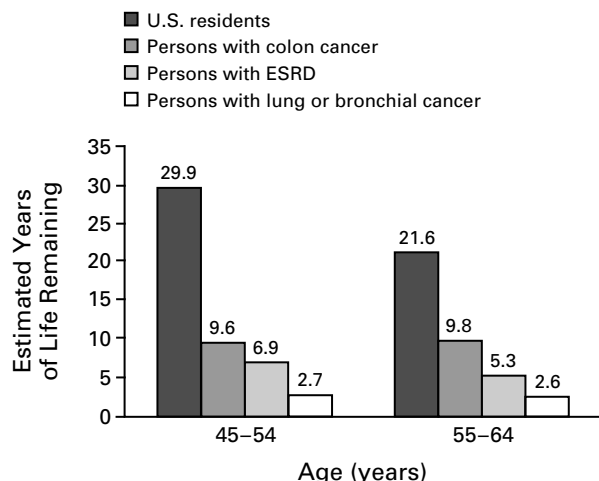 U.S. residents
Persons with colon cancer
Persons with ESRD
Persons with lung or bronchial cancer
Estimated Years
of Life Remaining
35
30
25
20
15
10
5
0
29.9
9.6
6.9
2.7
21.6
9.8
5.3
2.6
45–54
55–64
Age (years)